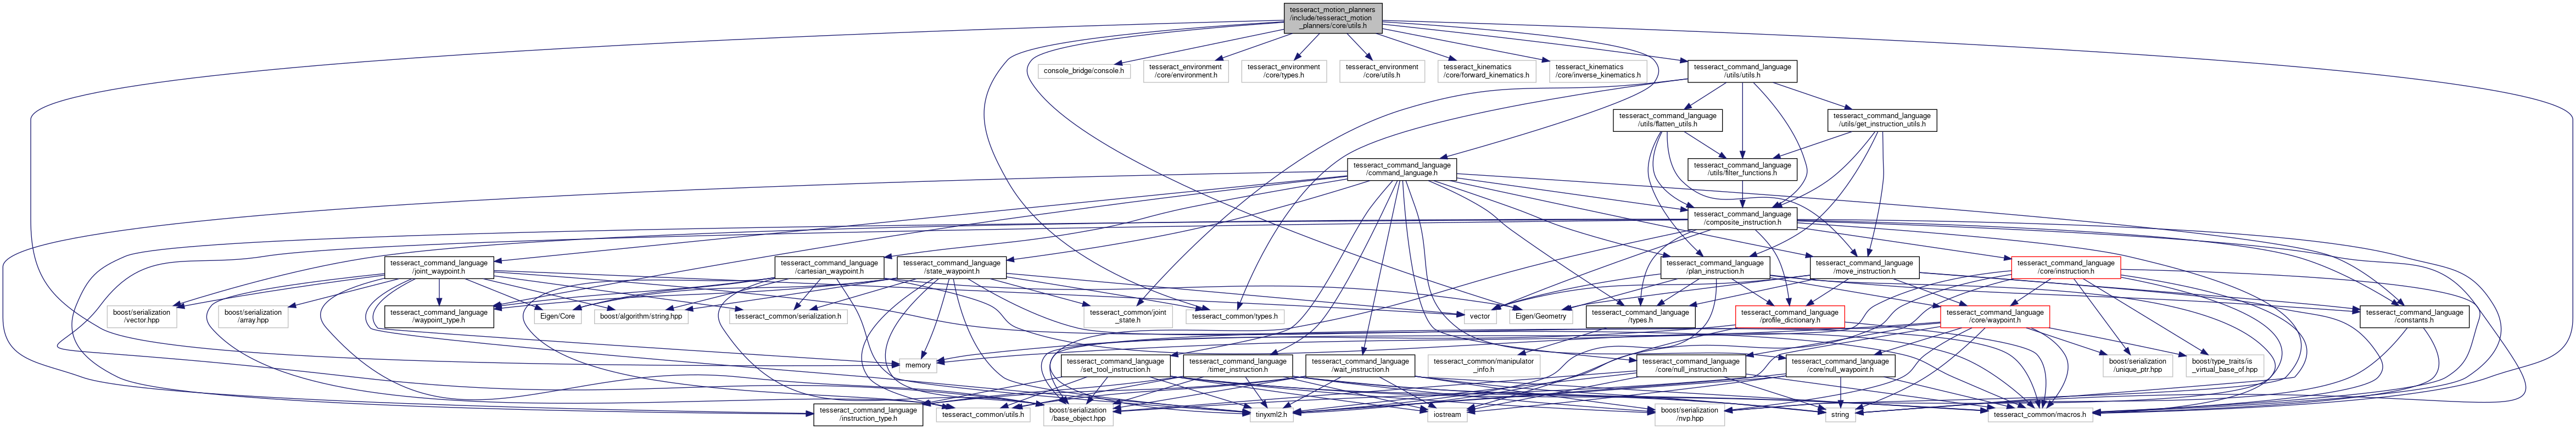 tesseract_motion_planners
/include/tesseract_motion
_planners/core/utils.h
console_bridge/console.h
tesseract_environment
/core/environment.h
tesseract_environment
/core/types.h
tesseract_environment
/core/utils.h
tesseract_kinematics
/core/forward_kinematics.h
tesseract_kinematics
/core/inverse_kinematics.h
tesseract_command_language
/utils/utils.h
tesseract_command_language
/utils/flatten_utils.h
tesseract_command_language
/utils/get_instruction_utils.h
tesseract_command_language
/command_language.h
tesseract_command_language
/utils/filter_functions.h
tesseract_command_language
/composite_instruction.h
tesseract_command_language
/joint_waypoint.h
tesseract_command_language
/cartesian_waypoint.h
tesseract_command_language
/state_waypoint.h
tesseract_command_language
/plan_instruction.h
tesseract_command_language
/move_instruction.h
tesseract_command_language
/core/instruction.h
boost/serialization
/vector.hpp
boost/serialization
/array.hpp
tesseract_command_language
/waypoint_type.h
Eigen/Core
boost/algorithm/string.hpp
tesseract_common/serialization.h
tesseract_common/joint
_state.h
tesseract_common/types.h
vector
Eigen/Geometry
tesseract_command_language
/types.h
tesseract_command_language
/profile_dictionary.h
tesseract_command_language
/core/waypoint.h
tesseract_command_language
/constants.h
memory
tesseract_command_language
/set_tool_instruction.h
tesseract_command_language
/timer_instruction.h
tesseract_command_language
/wait_instruction.h
tesseract_common/manipulator
_info.h
tesseract_command_language
/core/null_instruction.h
tesseract_command_language
/core/null_waypoint.h
boost/serialization
/unique_ptr.hpp
boost/type_traits/is
_virtual_base_of.hpp
tesseract_command_language
/instruction_type.h
tesseract_common/utils.h
boost/serialization
/base_object.hpp
tinyxml2.h
iostream
boost/serialization
/nvp.hpp
string
tesseract_common/macros.h